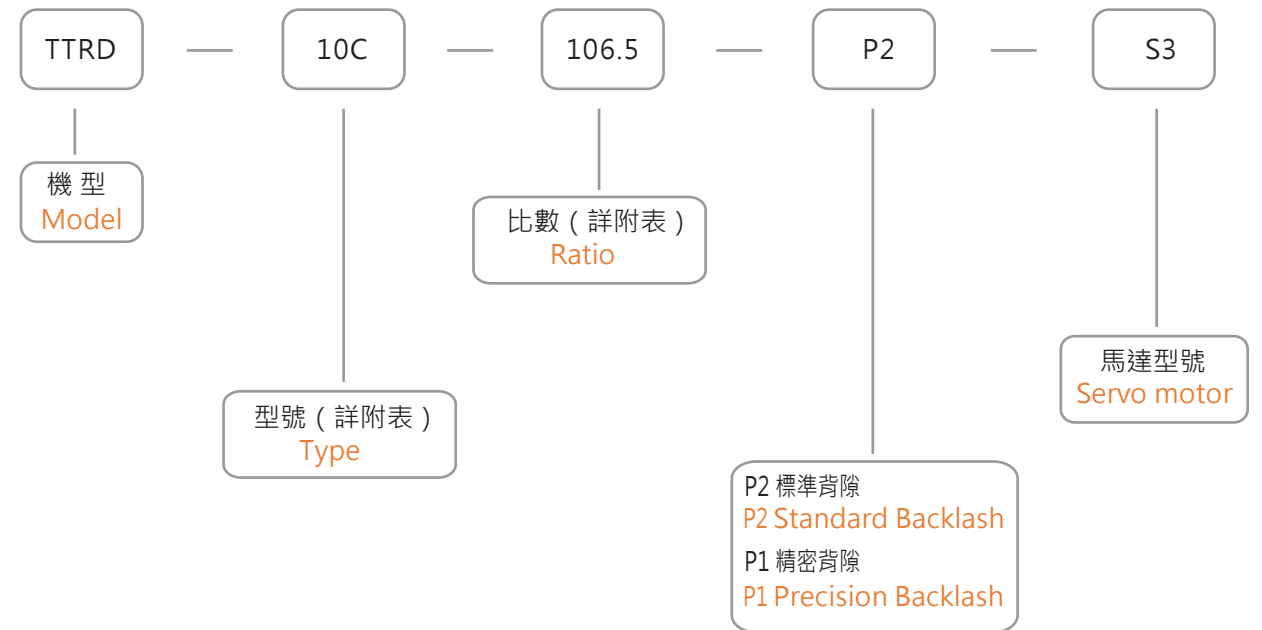 TTRD — 10C — 106.5 — P2 — S3
機 型
Model
比數（詳附表）
Ratio
馬達型號
Servo motor
型號（詳附表）
Type
P2 標準背隙
P2 Standard Backlash
P1 精密背隙
P1 Precision Backlash